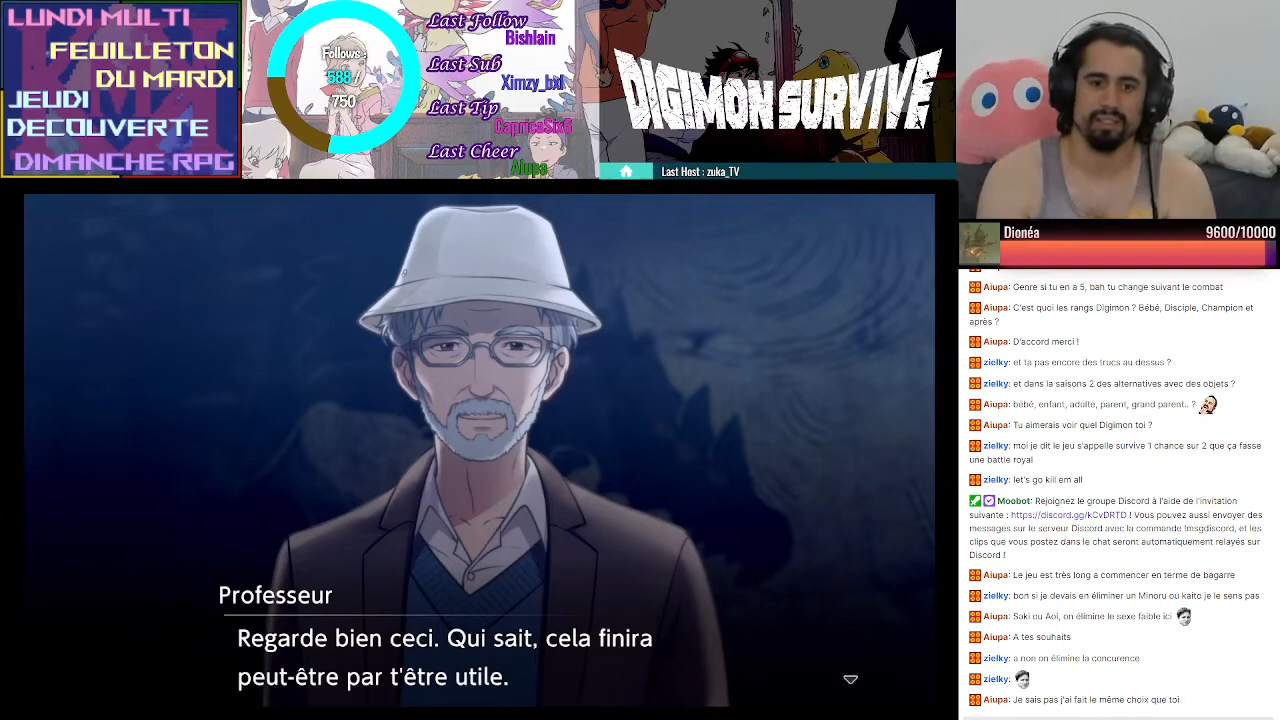 LUNDI MULTI
FEUILLETON
DU MARDI
JEUDI
DECOUVERTE
DIMANCHE RPG
Follows :
588 /
750
Last Follow
Bishlain
Last Sub
Ximzy_bxl
Last Tip
CapricaSix6
Last Cheer
Aiupa
DIGIMON SURVIVE
Last Host : zuka_TV
Dionéa 9600/10000
Aiupa: Genre si tu en a 5, bah tu change suivant le combat
Aiupa: C'est quoi les rangs Digimon ? Bébé, Disciple, Champion et
après ?
Aiupa: D'accord merci !
zielky: et ta pas encore des trucs au dessus ?
zielky: et dans la saisons 2 des alternatives avec des objets ?
Aiupa: bébé, enfant, adulte, parent, grand parent.. ?
Aiupa: Tu aimerais voir quel Digimon toi ?
zielky: moi je dit le jeu s'appelle survive 1 chance sur 2 que ça fasse
une battle royal
zielky: let's go kill em all
Moobot: Rejoignez le groupe Discord à l'aide de l'invitation
suivante : https://discord.gg/kCvDRTD ! Vous pouvez aussi envoyer des
messages sur le serveur Discord avec la commande !msgdiscord, et les
clips que vous postez dans le chat seront automatiquement relayés sur
Discord !
Aiupa: Le jeu est très long a commencer en terme de bagarre
zielky: bon si je devais en éliminer un Minoru ou kaito je le sens pas
Aiupa: Saki ou Aoi, on élimine le sexe faible ici
Aiupa: A tes souhaits
zielky: a non on élimine la concurence
zielky:
Aiupa: Je sais pas j'ai fait le même choix que toi
Professeur
Regarde bien ceci. Qui sait, cela finira
peut-être par t'être utile.